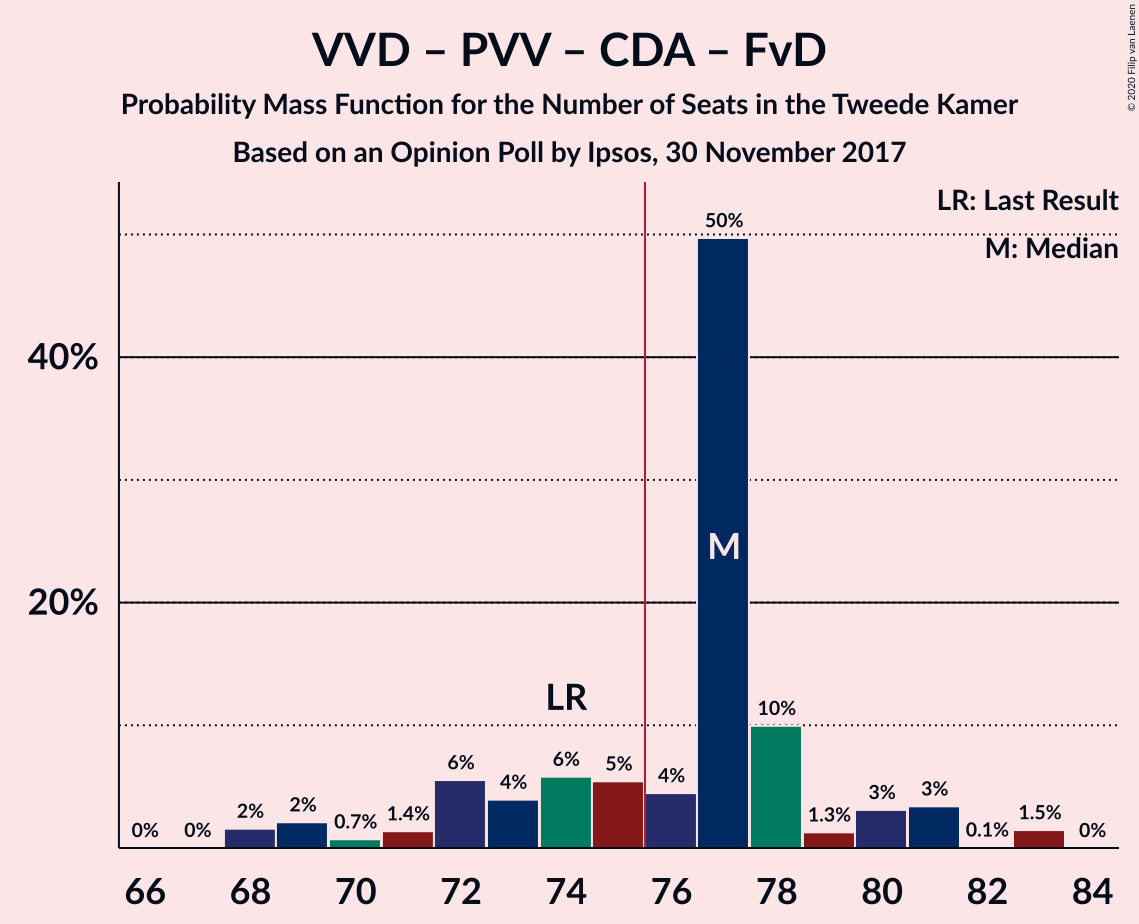 VVD – PVV – CDA – FvD
Probability Mass Function for the Number of Seats in the Tweede Kamer
Based on an Opinion Poll by Ipsos, 30 November 2017
© 2020 Filip van Laenen
LR: Last Result
M: Median
40%
20%
0%
0%
2%
2%
0.7%
1.4%
6%
4%
LR
6%
5%
4%
50%
M
10%
1.3%
3%
3%
0.1%
1.5%
0%
66 68 70 72 74 76 78 80 82 84